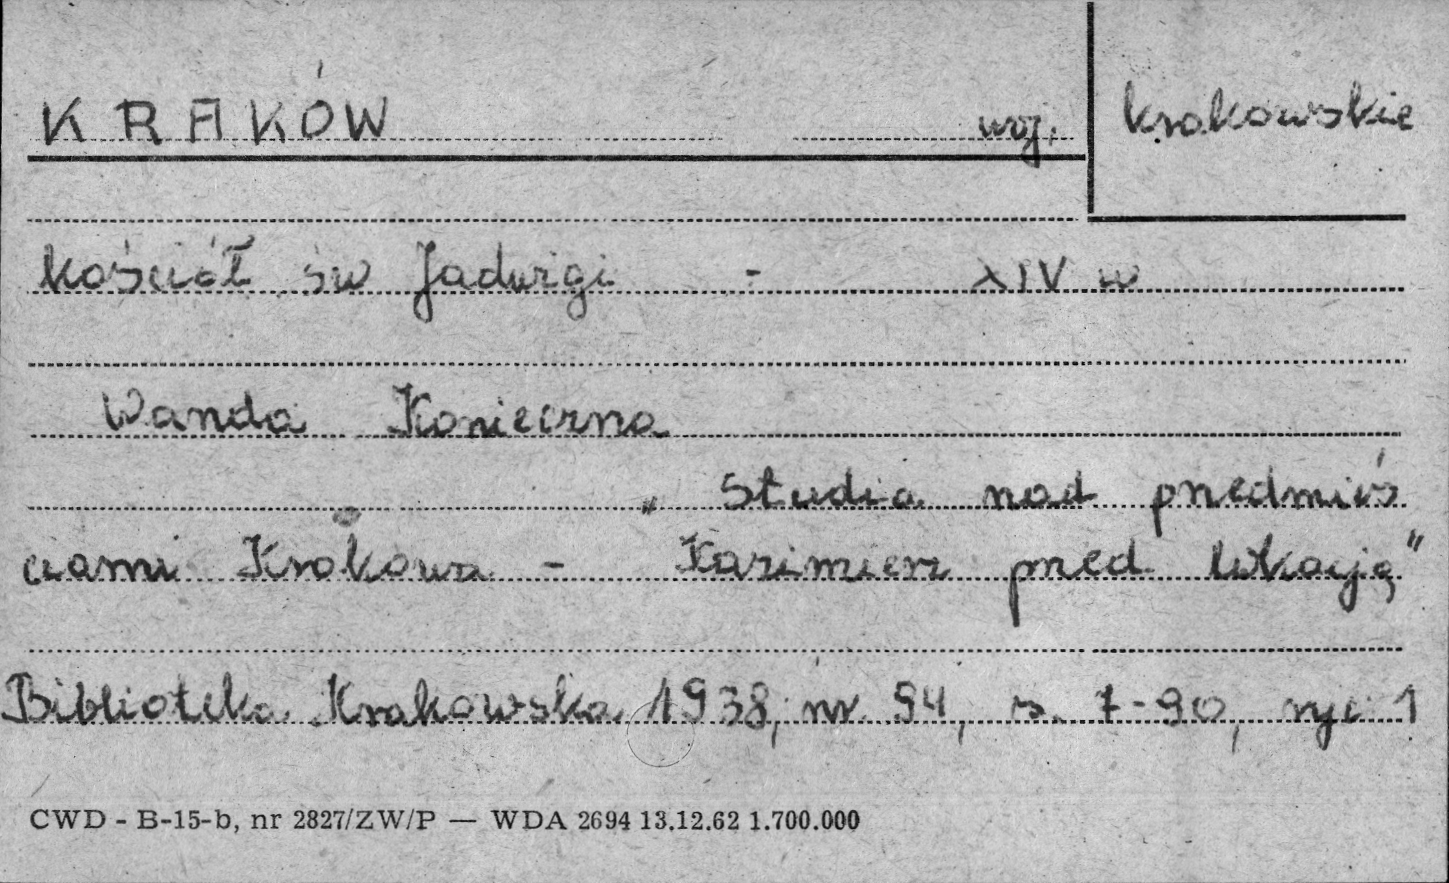 KRAKÓW woj. krakowskie
kościół św Jadwigi - XIV w
Wanda Konieczna
„Studia nad przedmieś
ciami Krakowa - Kazimierz przed lokacją"
Biblioteka Krakowska 1938, nr. 94, s. 7-90, ryc 1
CWD - B-15-b, nr 2827/ZW/P — WDA 2694 13.12.62 1.700.000